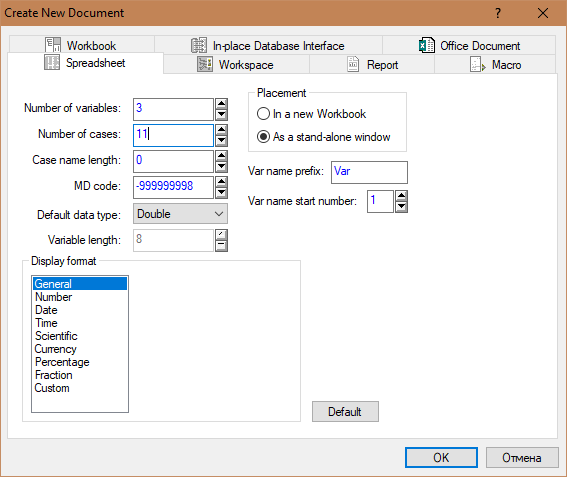 Create New Document
Workbook In-place Database Interface Office Document
Spreadsheet Workspace Report Macro
Number of variables: 3
Number of cases: 11
Case name length: 0
MD code: -999999998
Default data type: Double
Variable length: 8
Placement
In a new Workbook
As a stand-alone window
Var name prefix: Var
Var name start number: 1
Display format
General
Number
Date
Time
Scientific
Currency
Percentage
Fraction
Custom
Default
OK Отмена